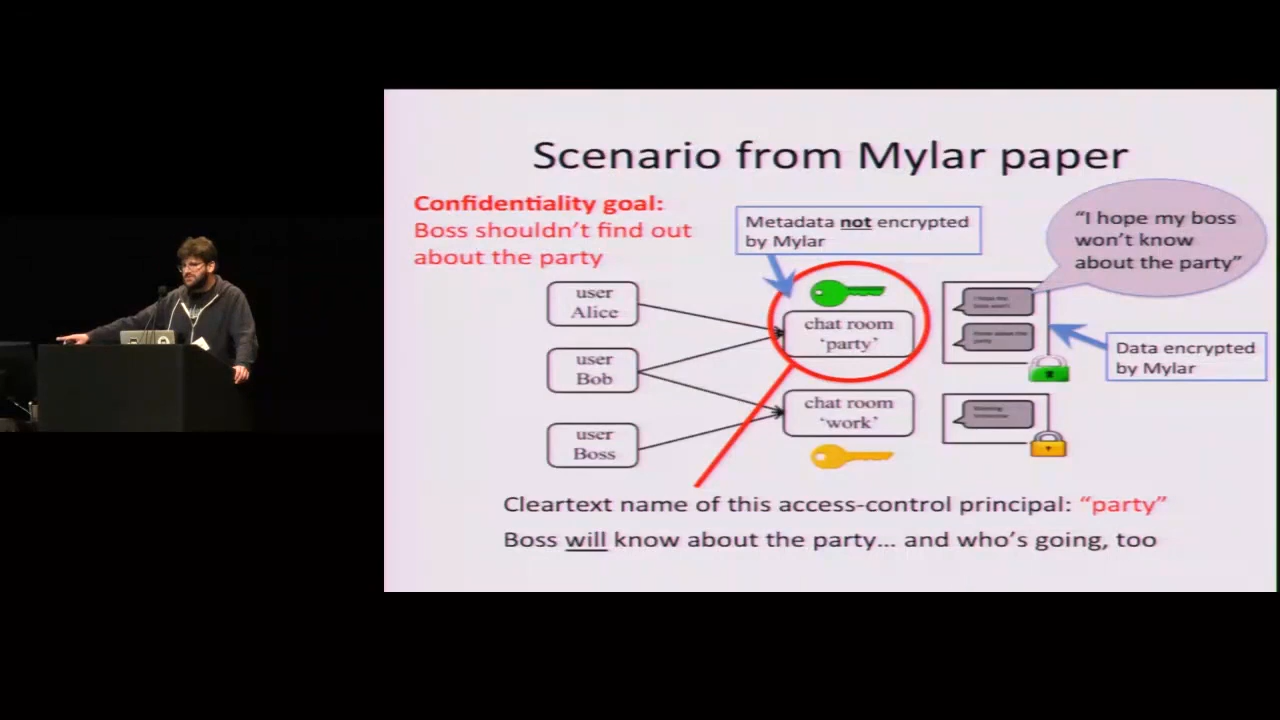 Scenario from Mylar paper
Confidentiality goal:
Boss shouldn't find out
about the party
Metadata not encrypted
by Mylar
"I hope my boss
won't know
about the party"
user
Alice
user
Bob
user
Boss
chat room
'party'
chat room
'work'
Data encrypted
by Mylar
Cleartext name of this access-control principal: "party"
Boss will know about the party... and who's going, too